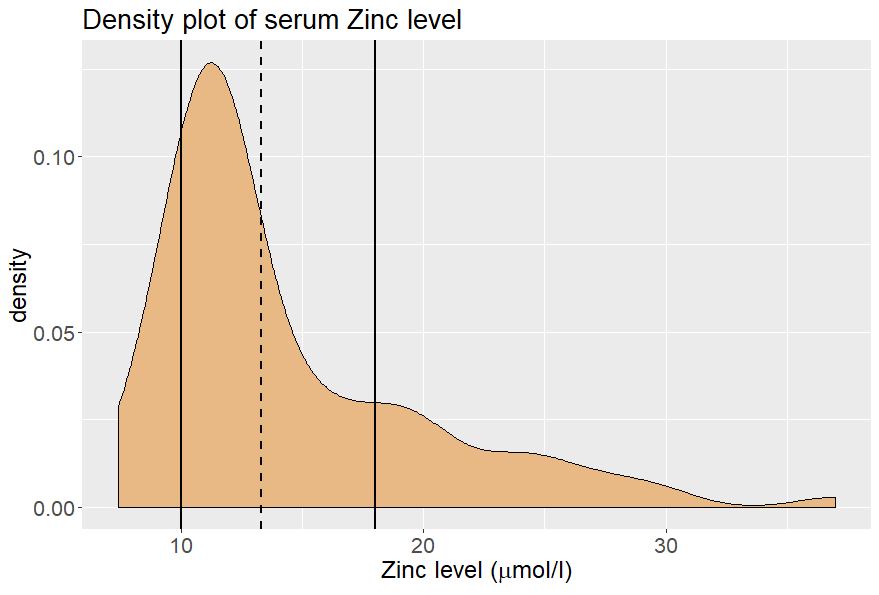 Density plot of serum Zinc level
density
0.10
0.05
0.00
10 20 30
Zinc level (μmol/l)